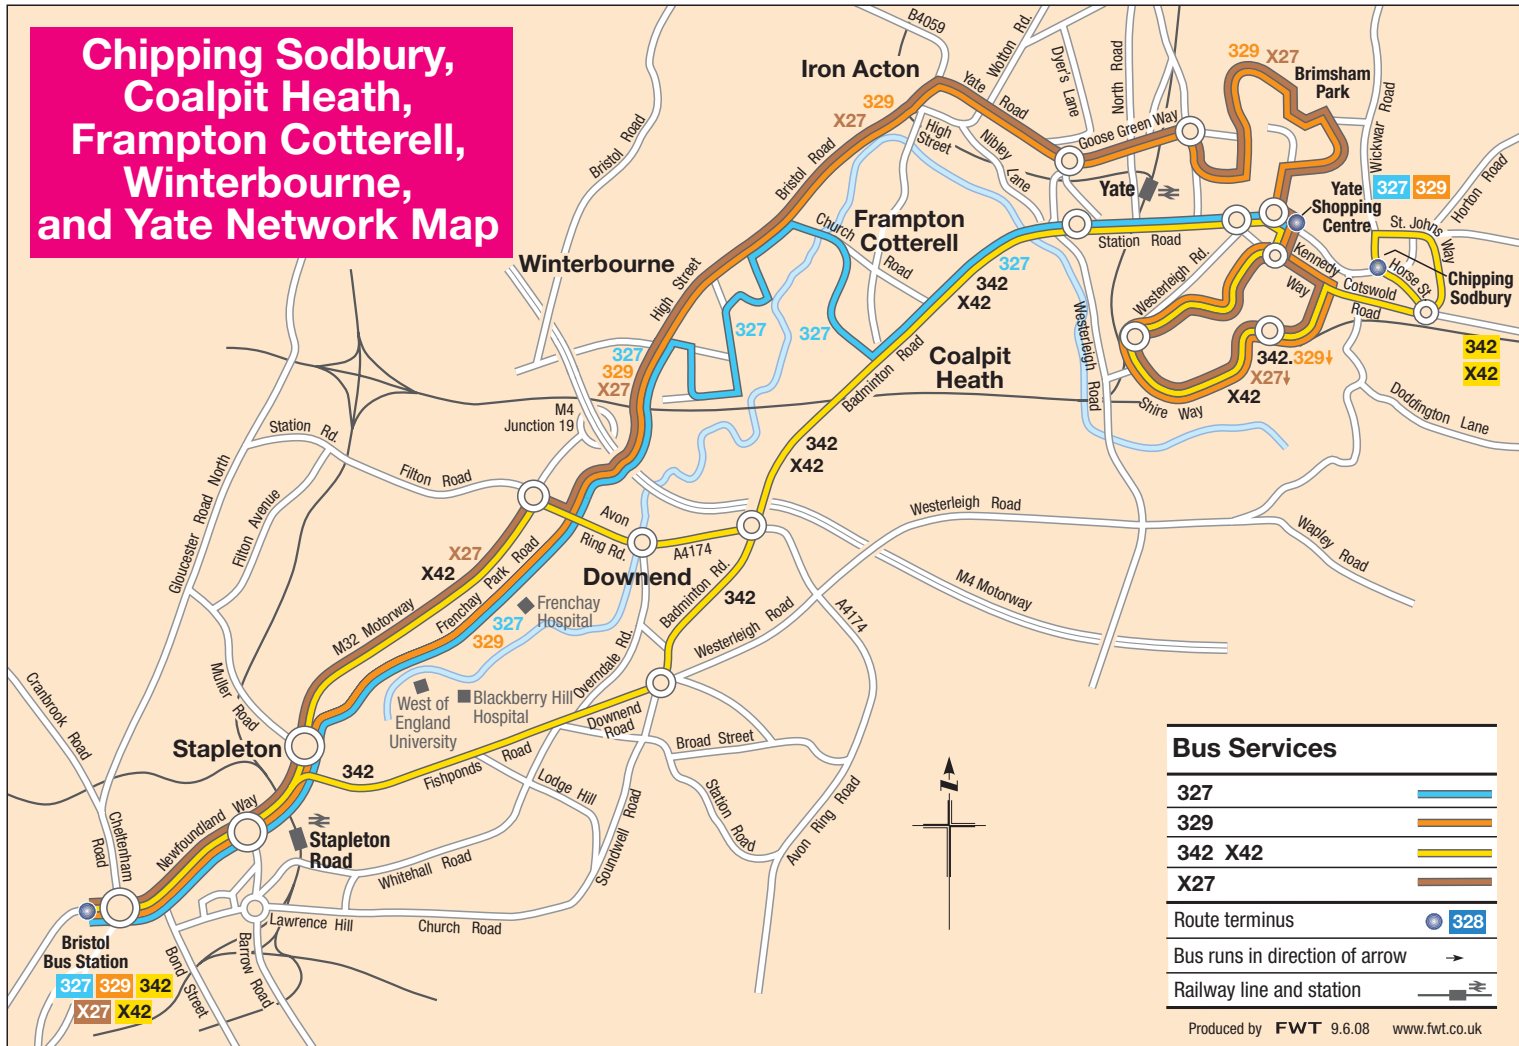 Chipping Sodbury,
Coalpit Heath,
Frampton Cotterell,
Winterbourne,
and Yate Network Map
B4059
Wotton Rd.
Dyer's Lane
North Road
329 X27
Brimsham
Park
Wickwar Road
Horton Road
Iron Acton
Yate Road
329
X27
High
Street
Nibley Lane
Goose Green Way
Bristol Road
Bristol Road
Yate
Yate
Shopping
Centre
327 329
St. Johns Way
Church Road
Frampton
Cotterell
Station Road
Kennedy Way
Horse St.
Chipping
Sodbury
Cotswold
Road
Winterbourne
High Street
327
342
X42
Westerleigh Rd.
Westerleigh Road
327
327
327
329
X27
Badminton Road
Coalpit
Heath
342
329
X27
X42
Shire Way
342
X42
Doddington Lane
M4
Junction 19
Station Rd.
Filton Road
342
X42
Gloucester Road North
Filton Avenue
Avon
Ring Rd.
A4174
Westerleigh Road
Wapley Road
X27
X42
Frenchay Park Road
Downend
Badminton Rd.
342
M4 Motorway
A4174
M32 Motorway
Frenchay
Hospital
327
329
Westerleigh Road
Overndale Rd.
Muller Road
Cranbrook Road
West of
England
University
Blackberry Hill
Hospital
Downend
Road
Broad Street
Stapleton
342
Fishponds Road
Lodge Hill
Station Road
Soundwell Road
Avon Ring Road
Newfoundland Way
Stapleton
Road
Cheltenham
Road
Whitehall Road
Lawrence Hill
Church Road
Barrow Road
Bond Street
Bristol
Bus Station
327 329 342
X27 X42
Bus Services
327
329
342 X42
X27
Route terminus 328
Bus runs in direction of arrow
Railway line and station
Produced by FWT 9.6.08 www.fwt.co.uk